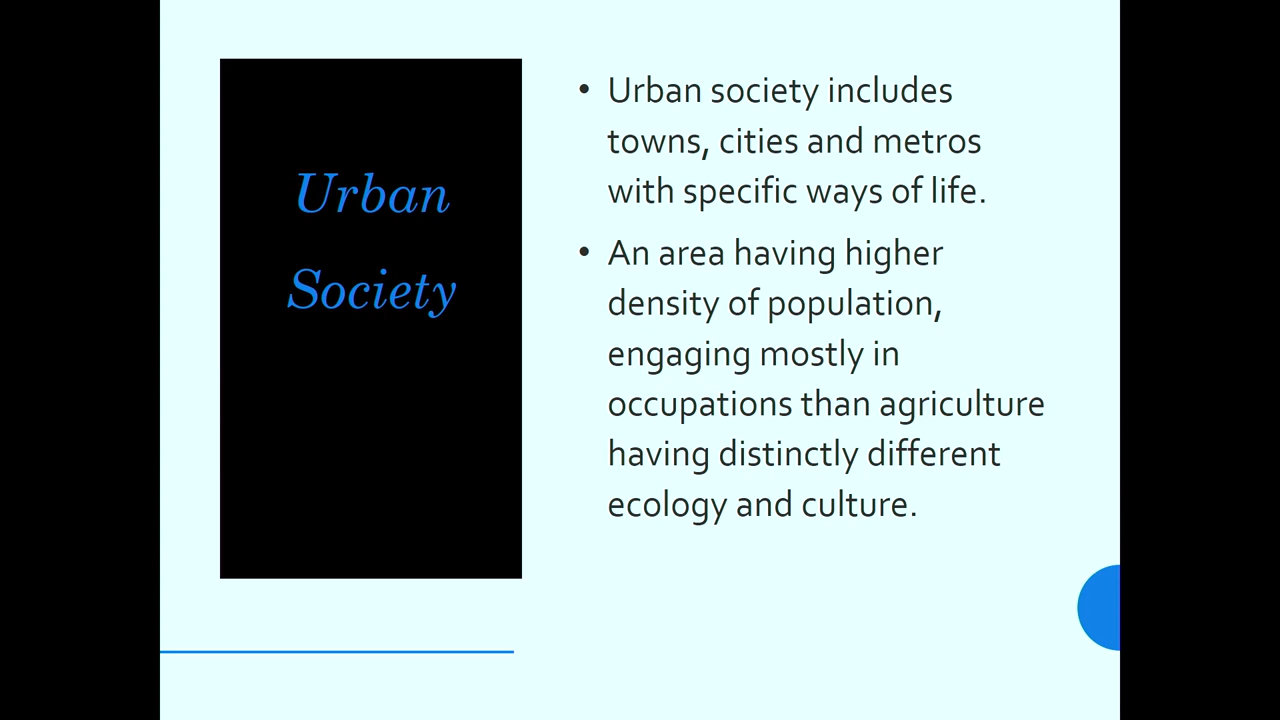 Urban
Society
• Urban society includes
towns, cities and metros
with specific ways of life.
• An area having higher
density of population,
engaging mostly in
occupations than agriculture
having distinctly different
ecology and culture.